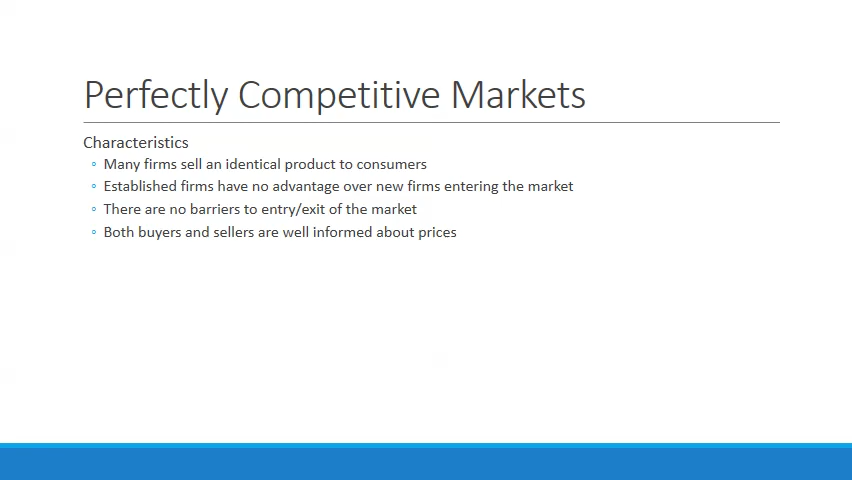 Perfectly Competitive Markets
Characteristics
◦ Many firms sell an identical product to consumers
◦ Established firms have no advantage over new firms entering the market
◦ There are no barriers to entry/exit of the market
◦ Both buyers and sellers are well informed about prices